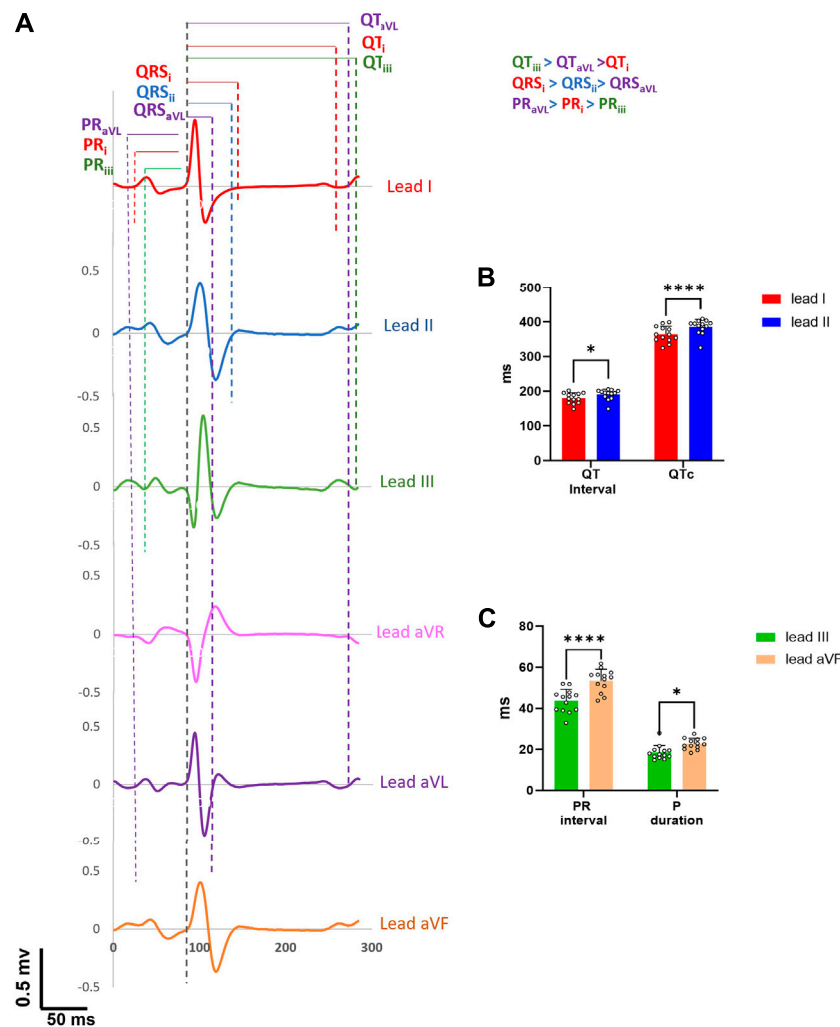 A
QTaVL
QTi
QTiii
QRSi
QRSii
QRSaVL
PRaVL
PRi
PRiii
QTiii > QTaVL >QTi
QRSi > QRSii> QRSaVL
PRaVL> PRi> PRiii
Lead I
0.5
0
-0.5
Lead II
0.5
0
-0.5
Lead III
0.5
0
-0.5
Lead aVR
0.5
0
-0.5
Lead aVL
0.5
0
-0.5
Lead aVF
0 100 200 300
0.5 mv
50 ms
B
500
400
300
200
100
0
ms
****
*
QT
Interval
QTc
lead I
lead II
C
80
60
40
20
0
ms
****
*
PR
interval
P
duration
lead III
lead aVF